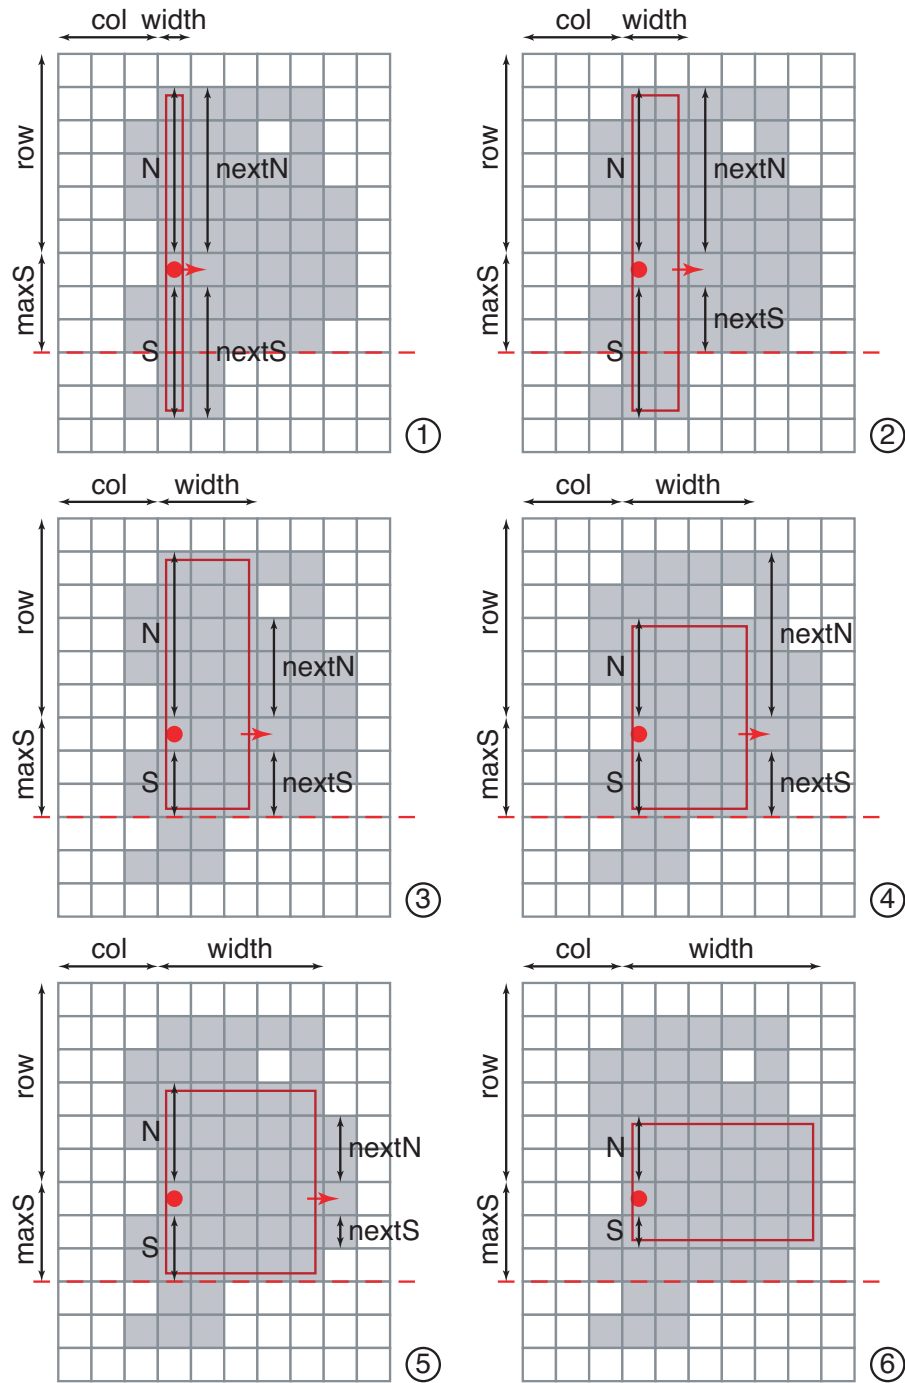 col width
row
N
nextN
maxS
S
nextS
1
col
width
row
N
nextN
maxS
S
nextS
2
col
width
row
N
nextN
maxS
S
nextS
3
col
width
row
N
nextN
maxS
S
nextS
4
col
width
row
N
nextN
maxS
S
nextS
5
col
width
row
N
maxS
S
6